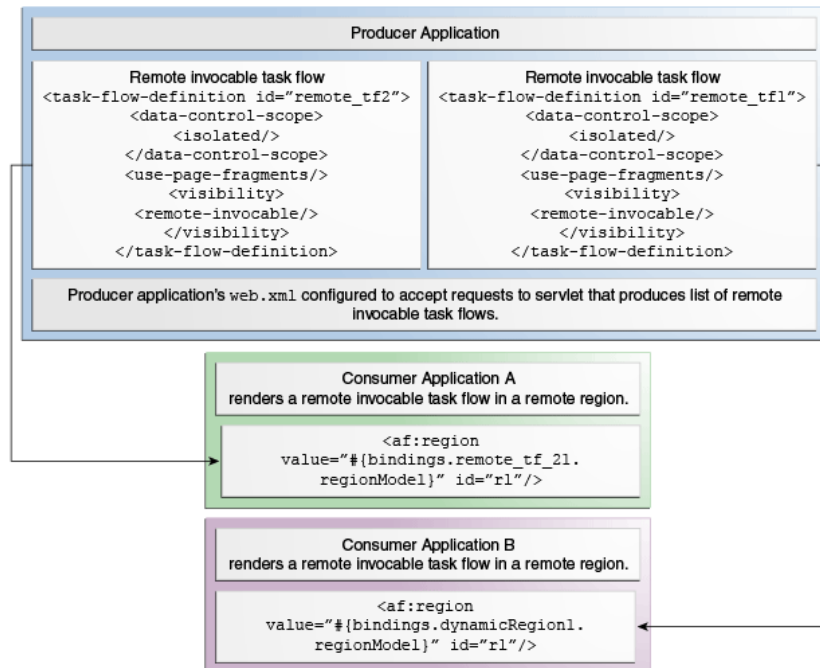 Producer Application
Remote invocable task flow
<task-flow-definition id="remote_tf2">
<data-control-scope>
<isolated/>
</data-control-scope>
<use-page-fragments/>
<visibility>
<remote-invocable/>
</visibility>
</task-flow-definition>
Remote invocable task flow
<task-flow-definition id="remote_tf1">
<data-control-scope>
<isolated/>
</data-control-scope>
<use-page-fragments/>
<visibility>
<remote-invocable/>
</visibility>
</task-flow-definition>
Producer application's web.xml configured to accept requests to servlet that produces list of remote
invocable task flows.
Consumer Application A
renders a remote invocable task flow in a remote region.
<af:region
value="#{bindings.remote_tf_21.
regionModel}" id="r1"/>
Consumer Application B
renders a remote invocable task flow in a remote region.
<af:region
value="#{bindings.dynamicRegion1.
regionModel}" id="r1"/>